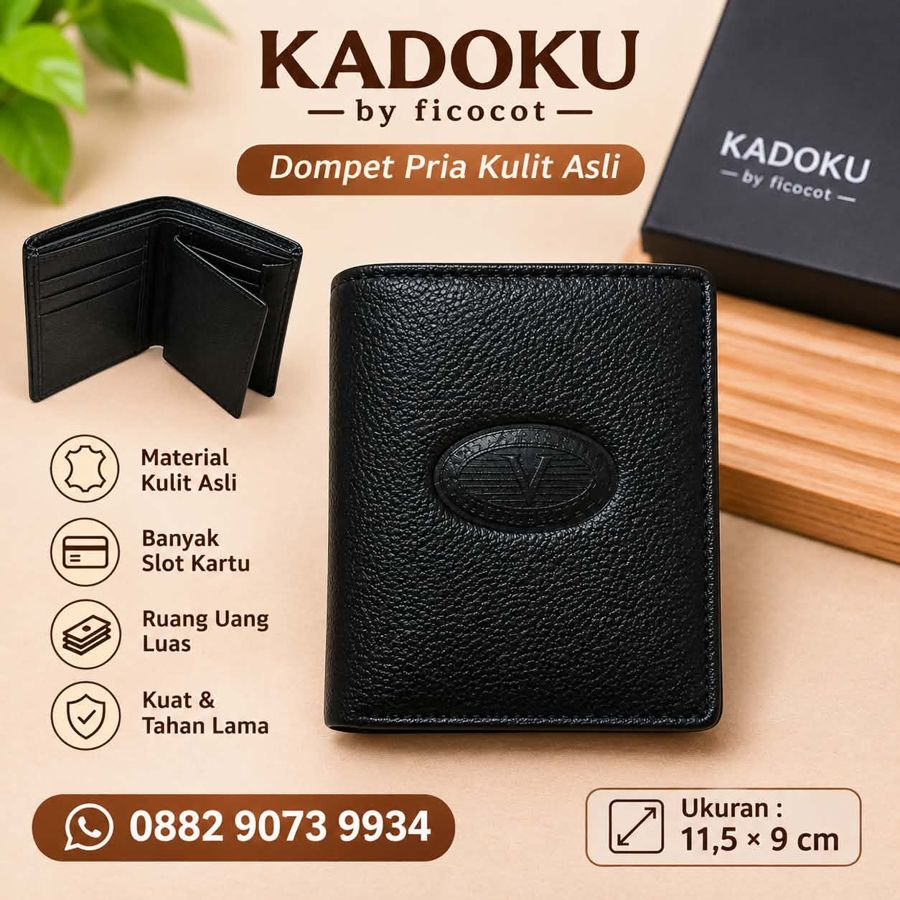 KADOKU
by ficocot
Dompet Pria Kulit Asli
KADOKU
by ficocot
V
Material
Kulit Asli
Banyak
Slot Kartu
Ruang Uang
Luas
Kuat &
Tahan Lama
0882 9073 9934
Ukuran :
11,5 × 9 cm